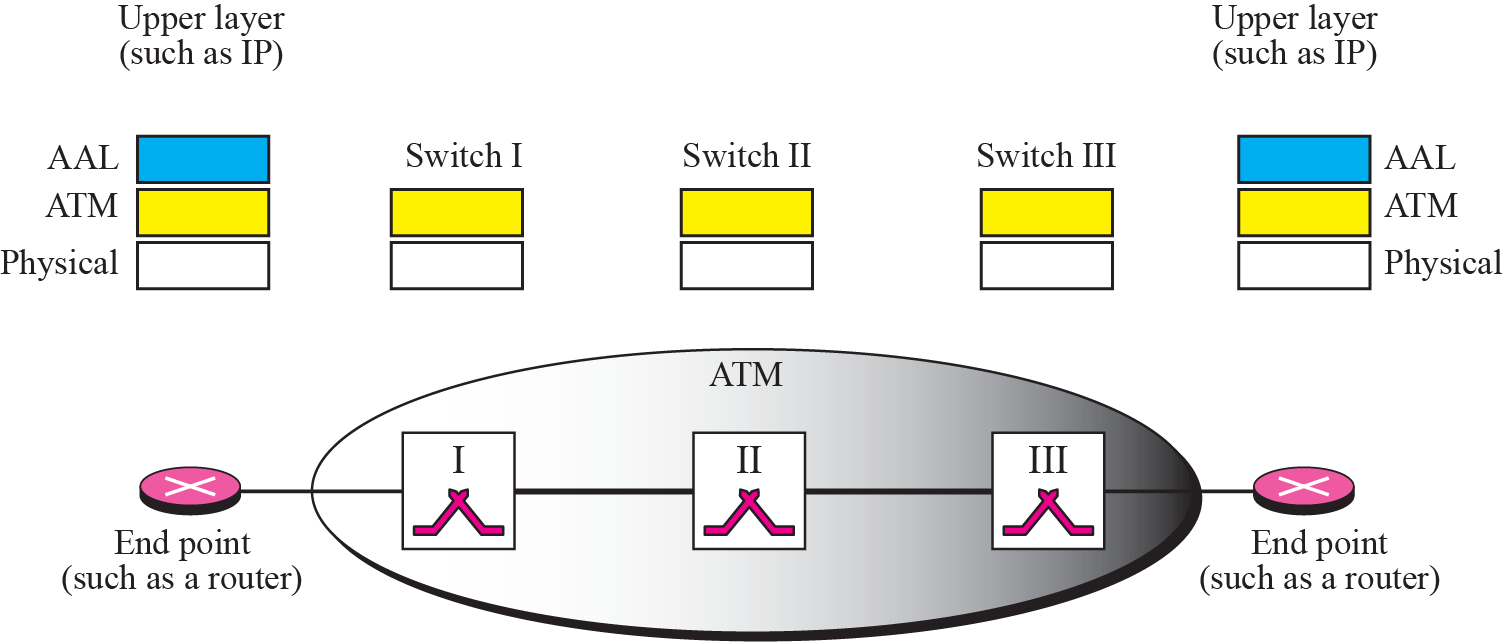 Upper layer
(such as IP)
Upper layer
(such as IP)
AAL
Switch I
Switch II
Switch III
AAL
ATM
ATM
Physical
Physical
ATM
I
II
III
End point
(such as a router)
End point
(such as a router)